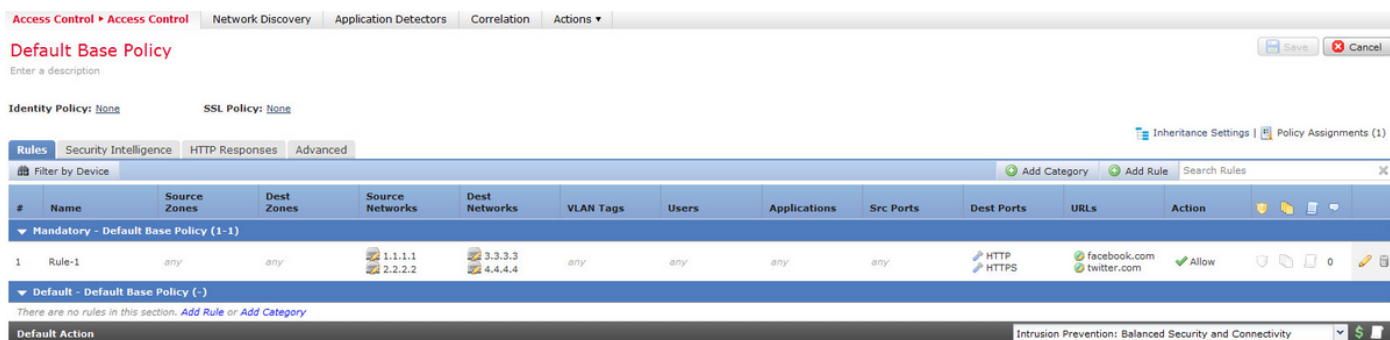 Access Control ▸ Access Control Network Discovery Application Detectors Correlation Actions ▾
Default Base Policy
Save Cancel
Enter a description
Identity Policy: None SSL Policy: None
Inheritance Settings | Policy Assignments (1)
Rules Security Intelligence HTTP Responses Advanced
Filter by Device Add Category Add Rule Search Rules
# Name Source Zones Dest Zones Source Networks Dest Networks VLAN Tags Users Applications Src Ports Dest Ports URLs Action
Mandatory - Default Base Policy (1-1)
1 Rule-1 any any 1.1.1.1 3.3.3.3 any any any any HTTP facebook.com Allow 0
2.2.2.2 4.4.4.4 HTTPS twitter.com
Default - Default Base Policy (-)
There are no rules in this section. Add Rule or Add Category
Default Action Intrusion Prevention: Balanced Security and Connectivity $